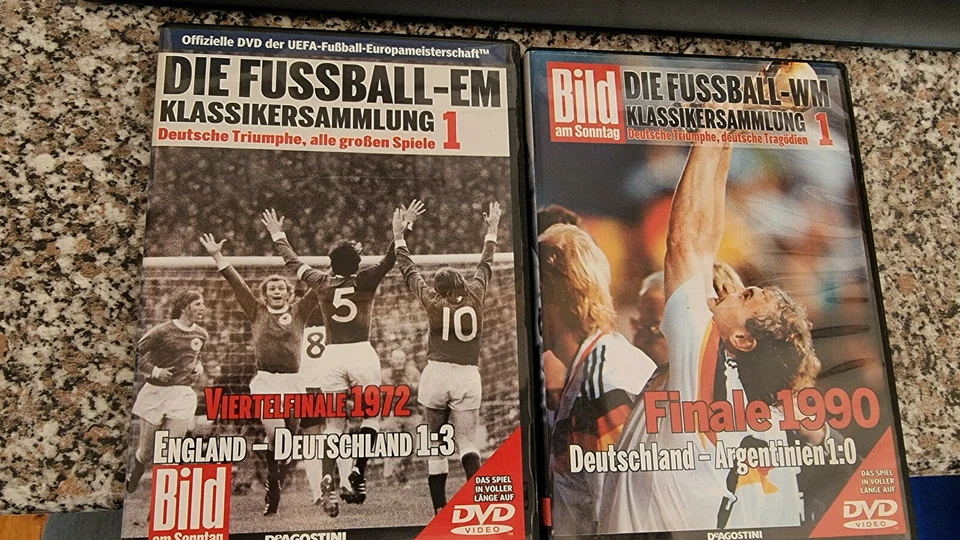 Offizielle DVD der UEFA-Fußball-Europameisterschaft™
DIE FUSSBALL-EM
KLASSIKERSAMMLUNG 1
Deutsche Triumphe, alle großen Spiele
5
8
10
VIERTELFINALE 1972
ENGLAND – DEUTSCHLAND 1:3
Bild
am Sonntag
DAS SPIEL
IN VOLLER
LÄNGE AUF
DVD
VIDEO™
DEAGOSTINI
Bild
am Sonntag
DIE FUSSBALL-WM
KLASSIKERSAMMLUNG 1
Deutsche Triumphe, deutsche Tragödien
Finale 1990
Deutschland – Argentinien 1:0
DAS SPIEL
IN VOLLER
LÄNGE AUF
DVD
VIDEO
DEAGOSTINI